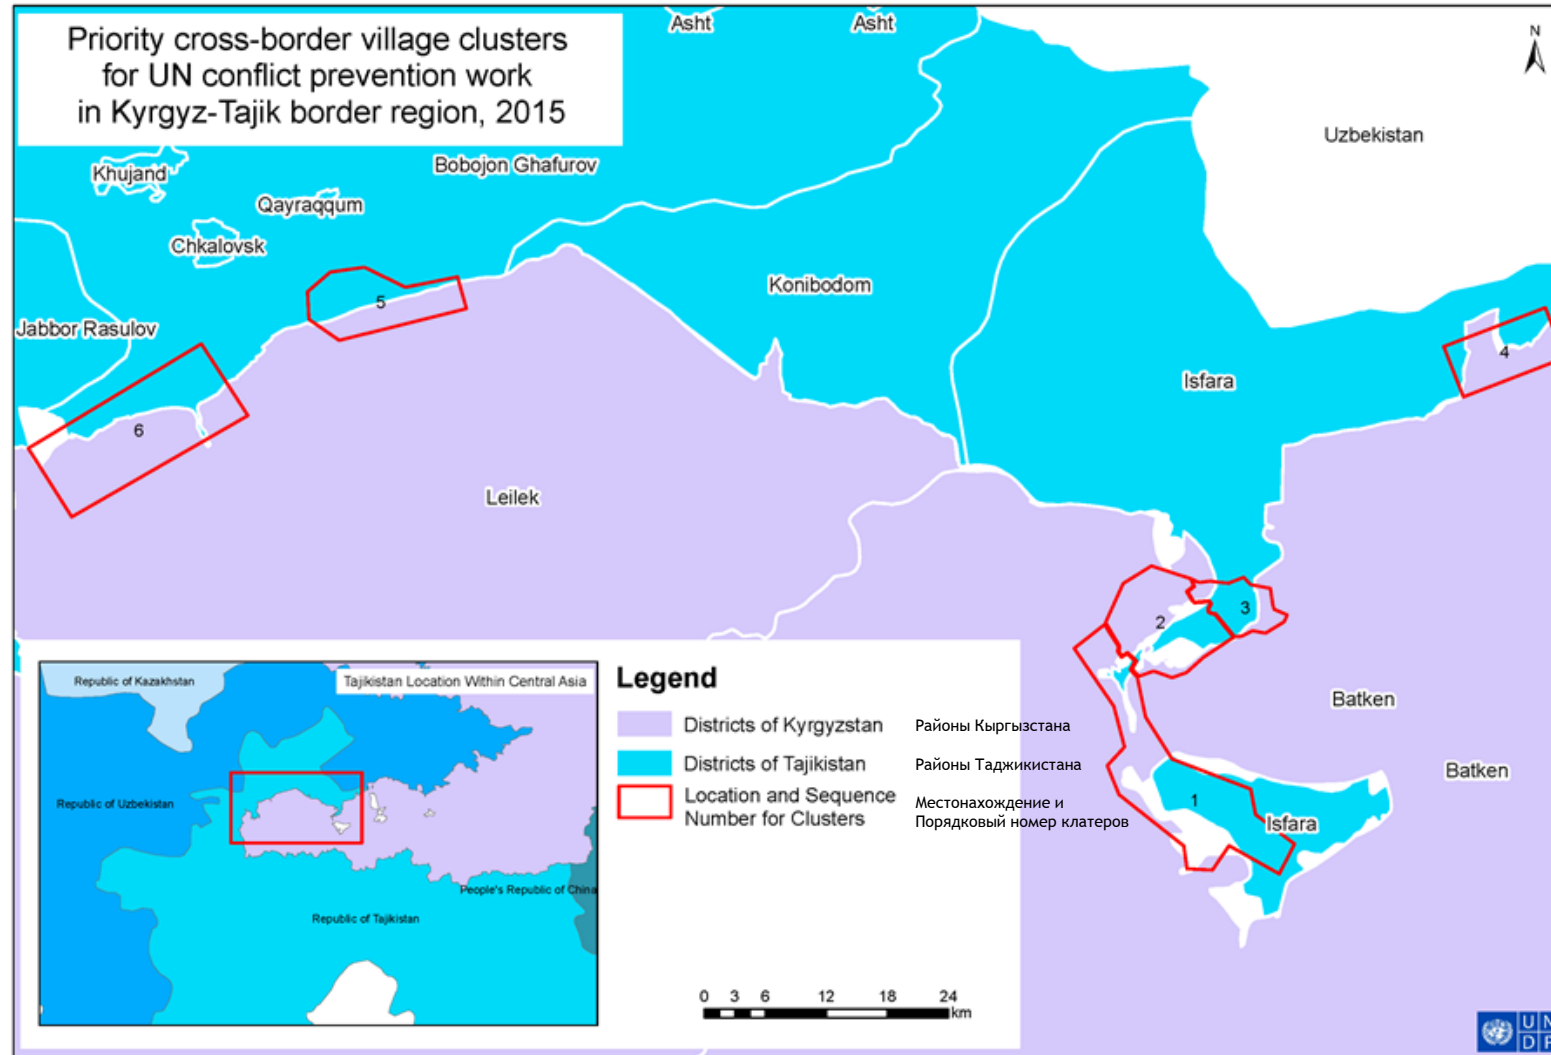 Priority cross-border village clusters
for UN conflict prevention work
in Kyrgyz-Tajik border region, 2015
Asht
Asht
N
Uzbekistan
Khujand
Bobojon Ghafurov
Qayraqqum
Chkalovsk
Konibodom
5
Jabbor Rasulov
4
Isfara
6
Leilek
3
2
Batken
Batken
1
Isfara
Republic of Kazakhstan
Tajikistan Location Within Central Asia
Republic of Uzbekistan
People's Republic of China
Republic of Tajikistan
Legend
Districts of Kyrgyzstan
Районы Кыргызстана
Districts of Tajikistan
Районы Таджикистана
Location and Sequence
Number for Clusters
Местонахождение и
Порядковый номер клатеров
0 3 6 12 18 24
km
U N
D P